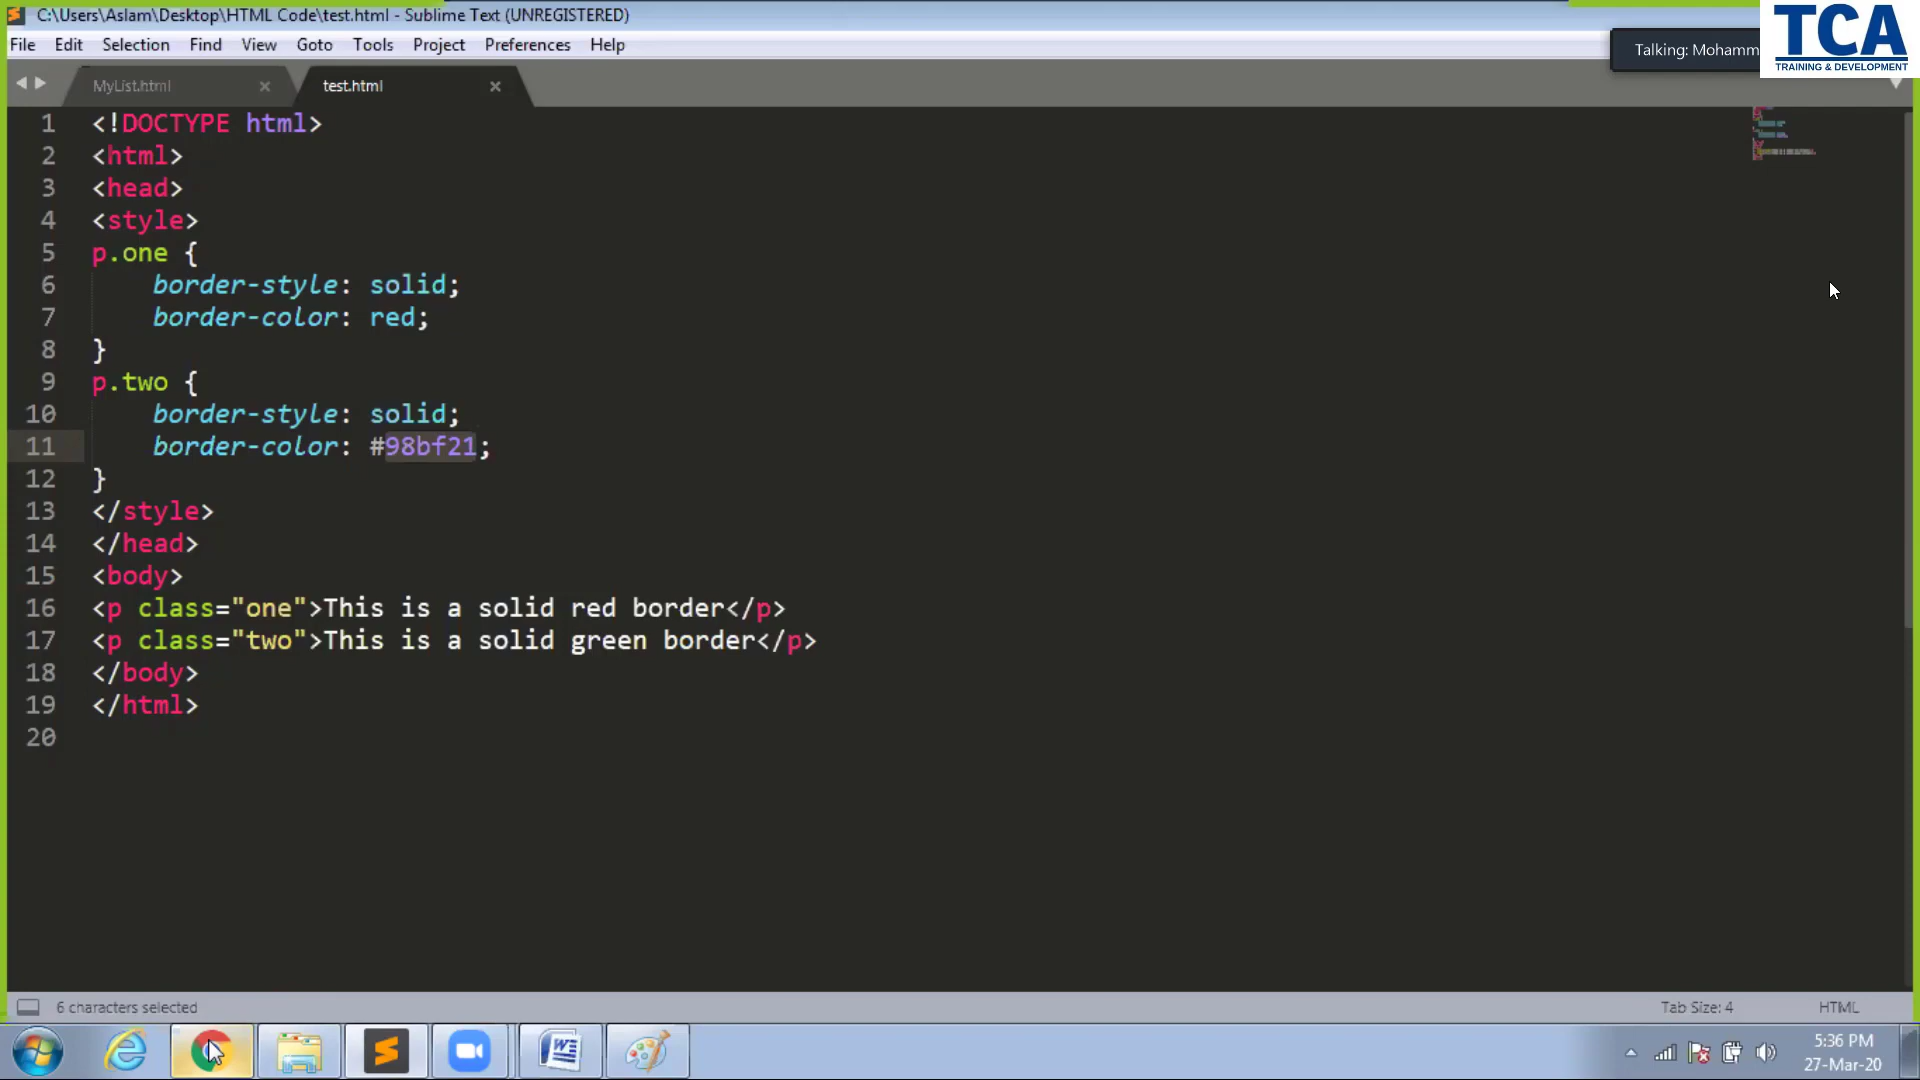 C:\Users\Aslam\Desktop\HTML Code\test.html - Sublime Text (UNREGISTERED)
File Edit Selection Find View Goto Tools Project Preferences Help
Talking: Mohamm
TCA
TRAINING & DEVELOPMENT
MyList.html × test.html ×
1 <!DOCTYPE html>
2 <html>
3 <head>
4 <style>
5 p.one {
6     border-style: solid;
7     border-color: red;
8 }
9 p.two {
10     border-style: solid;
11     border-color: #98bf21;
12 }
13 </style>
14 </head>
15 <body>
16 <p class="one">This is a solid red border</p>
17 <p class="two">This is a solid green border</p>
18 </body>
19 </html>
20
6 characters selected Tab Size: 4 HTML
5:36 PM
27-Mar-20